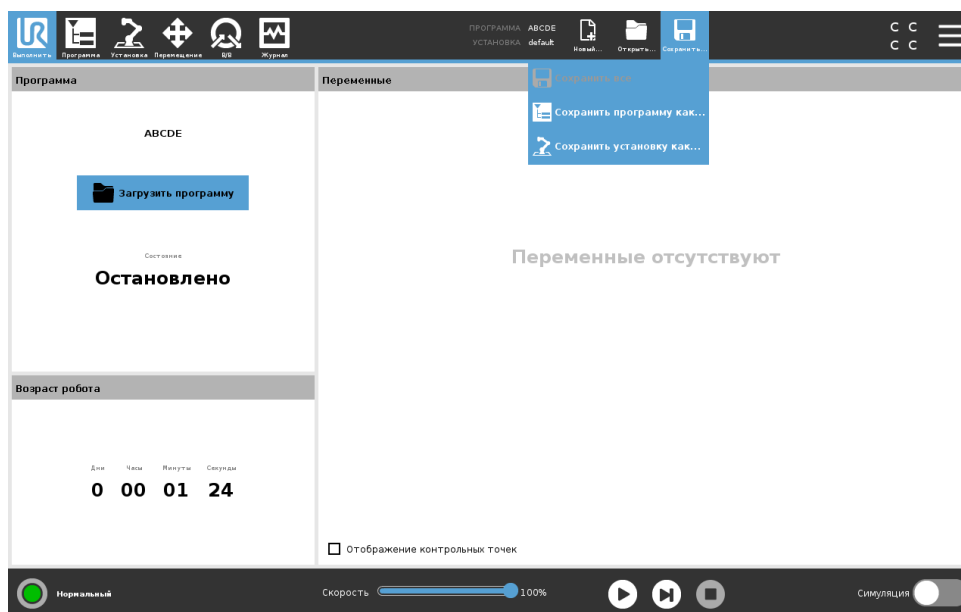 ПРОГРАММА ABCDE
УСТАНОВКА default
Выполнить Программа Установка Перемещение В/В Журнал
Новый... Открыть... Сохранить...
C C
C C
Программа
Переменные
Сохранить все
Сохранить программу как...
Сохранить установку как...
ABCDE
Загрузить программу
Состояние
Остановлено
Переменные отсутствуют
Возраст робота
Дни Часы Минуты Секунды
0 00 01 24
Отображение контрольных точек
Нормальный
Скорость 100%
Симуляция